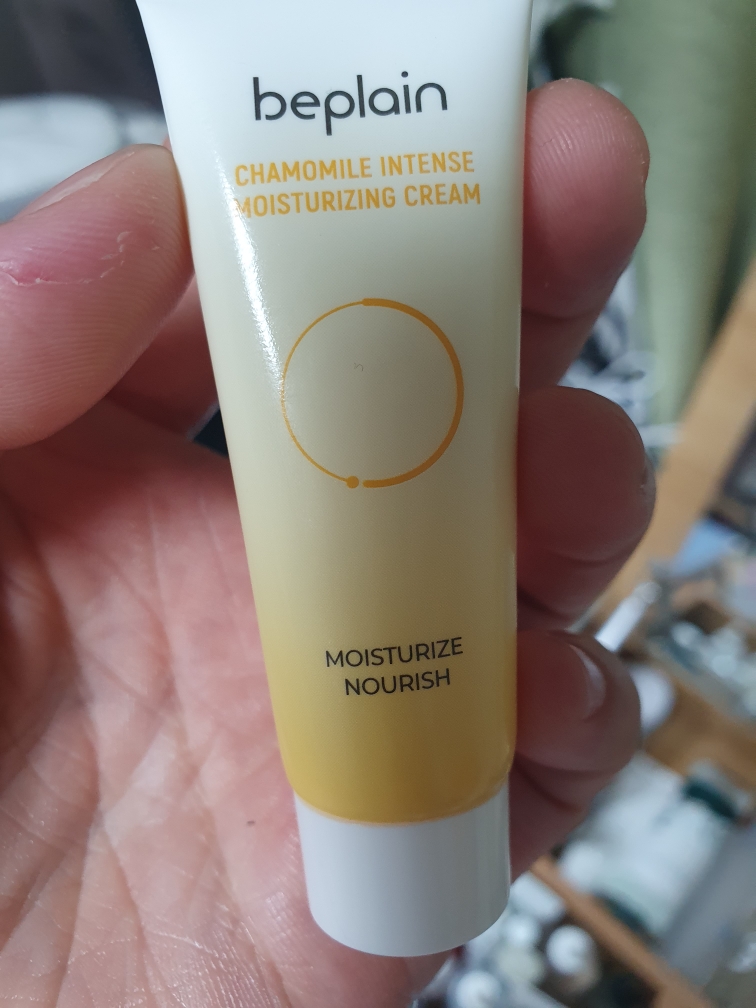 beplain
CHAMOMILE INTENSE
MOISTURIZING CREAM
MOISTURIZE
NOURISH